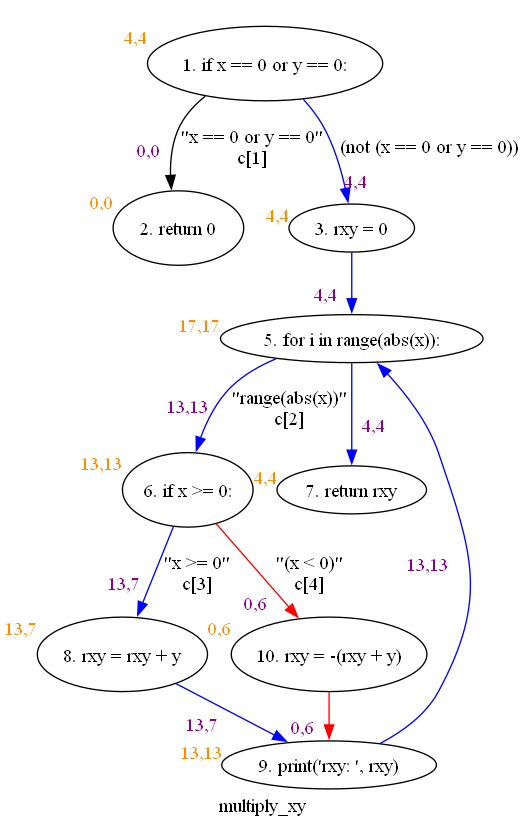 4,4
1. if x == 0 or y == 0:
"x == 0 or y == 0"
c[1]
(not (x == 0 or y == 0))
0,0
4,4
0,0
2. return 0
4,4
3. rxy = 0
4,4
17,17
5. for i in range(abs(x)):
"range(abs(x))"
c[2]
13,13
4,4
13,13
6. if x >= 0:
4,4
7. return rxy
"x >= 0"
c[3]
"(x < 0)"
c[4]
13,13
13,7
0,6
13,7
8. rxy = rxy + y
0,6
10. rxy = -(rxy + y)
13,7
0,6
13,13
9. print('rxy: ', rxy)
multiply_xy